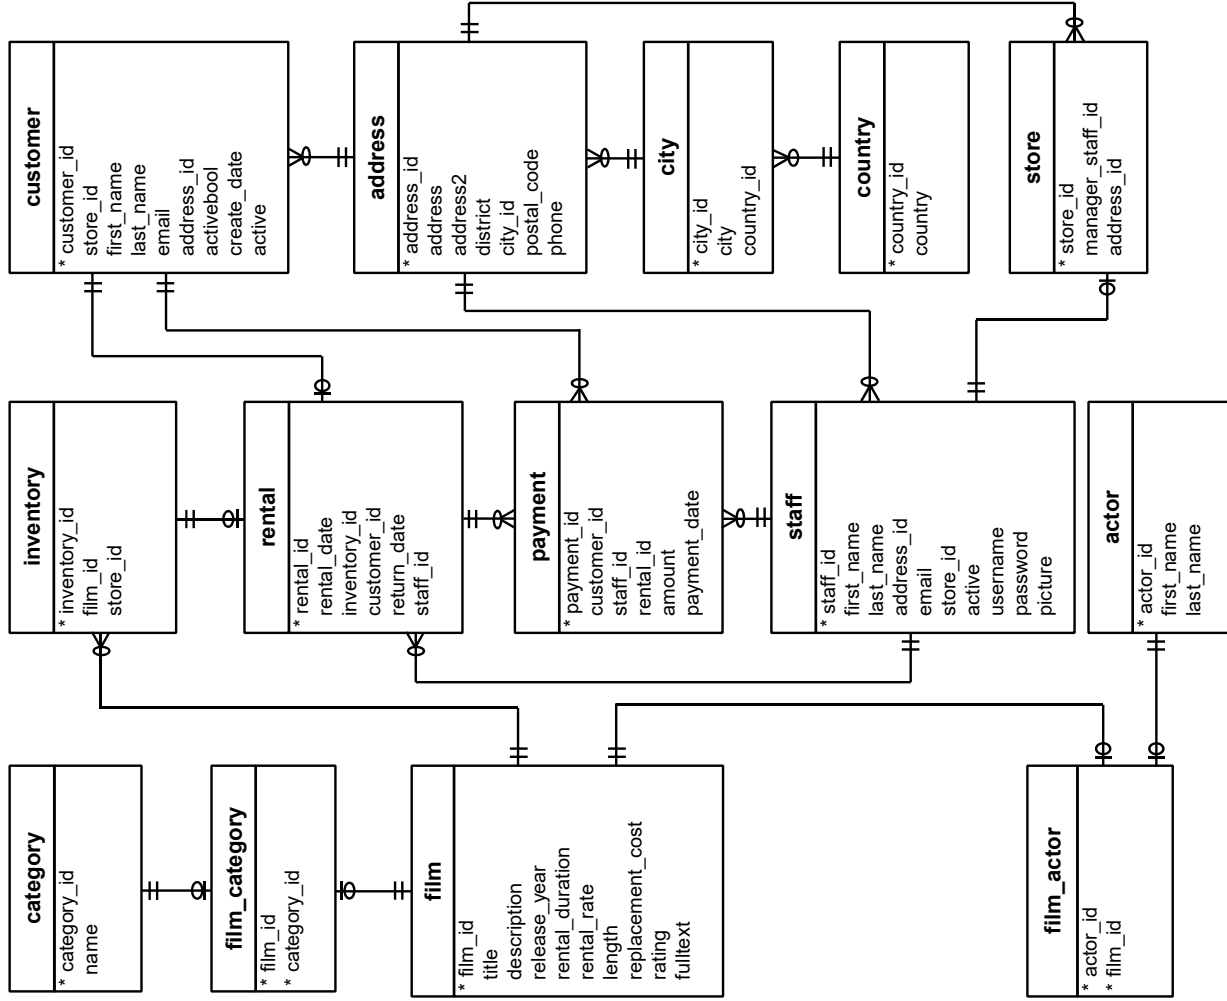 category
* category_id
name
film_category
* film_id
* category_id
film
* film_id
title
description
release_year
rental_duration
rental_rate
length
replacement_cost
rating
fulltext
film_actor
* actor_id
* film_id
inventory
* inventory_id
film_id
store_id
rental
* rental_id
rental_date
inventory_id
customer_id
return_date
staff_id
payment
* payment_id
customer_id
staff_id
rental_id
amount
payment_date
staff
* staff_id
first_name
last_name
address_id
email
store_id
active
username
password
picture
actor
* actor_id
first_name
last_name
customer
* customer_id
store_id
first_name
last_name
email
address_id
activebool
create_date
active
address
* address_id
address
address2
district
city_id
postal_code
phone
city
* city_id
city
country_id
country
* country_id
country
store
* store_id
manager_staff_id
address_id